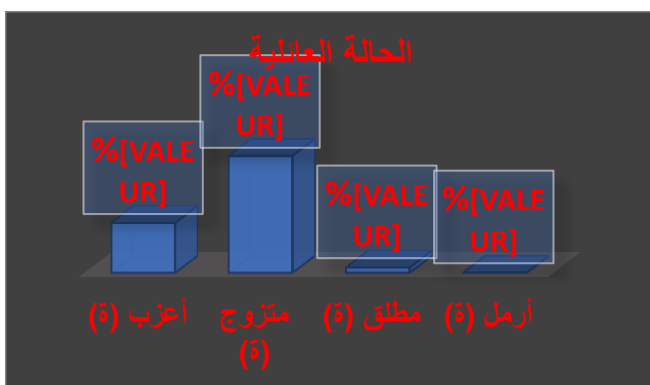 الحالة العائلية
%[VALE
UR]
%[VALE
UR]
%[VALE
UR]
%[VALE
UR]
أعزب (ة)
متزوج
(ة)
مطلق (ة)
أرمل (ة)